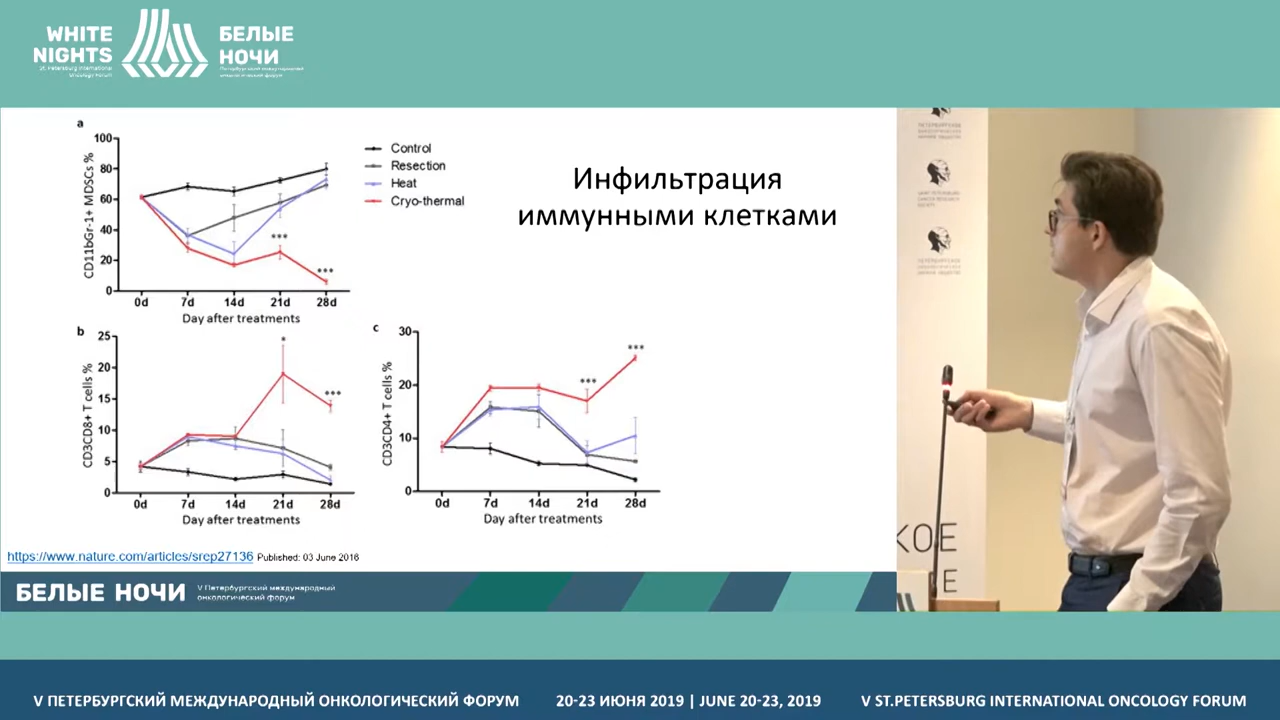 WHITE
NIGHTS
St. Petersburg International
Oncology Forum
БЕЛЫЕ
НОЧИ
Петербургский международный
онкологический форум
a
100
80
60
40
20
0
CD11bGr-1+ MDSCs %
0d 7d 14d 21d 28d
Day after treatments
*** ***
Control
Resection
Heat
Cryo-thermal
Инфильтрация
иммунными клетками
b
25
20
15
10
5
0
CD3CD8+ T cells %
0d 7d 14d 21d 28d
Day after treatments
* ***
c
30
20
10
0
CD3CD4+ T cells %
0d 7d 14d 21d 28d
Day after treatments
*** ***
https://www.nature.com/articles/srep27136 Published: 03 June 2016
БЕЛЫЕ НОЧИ
V Петербургский международный
онкологический форум
КОЕ
Е
V ПЕТЕРБУРГСКИЙ МЕЖДУНАРОДНЫЙ ОНКОЛОГИЧЕСКИЙ ФОРУМ 20-23 ИЮНЯ 2019 | JUNE 20-23, 2019 V ST.PETERSBURG INTERNATIONAL ONCOLOGY FORUM